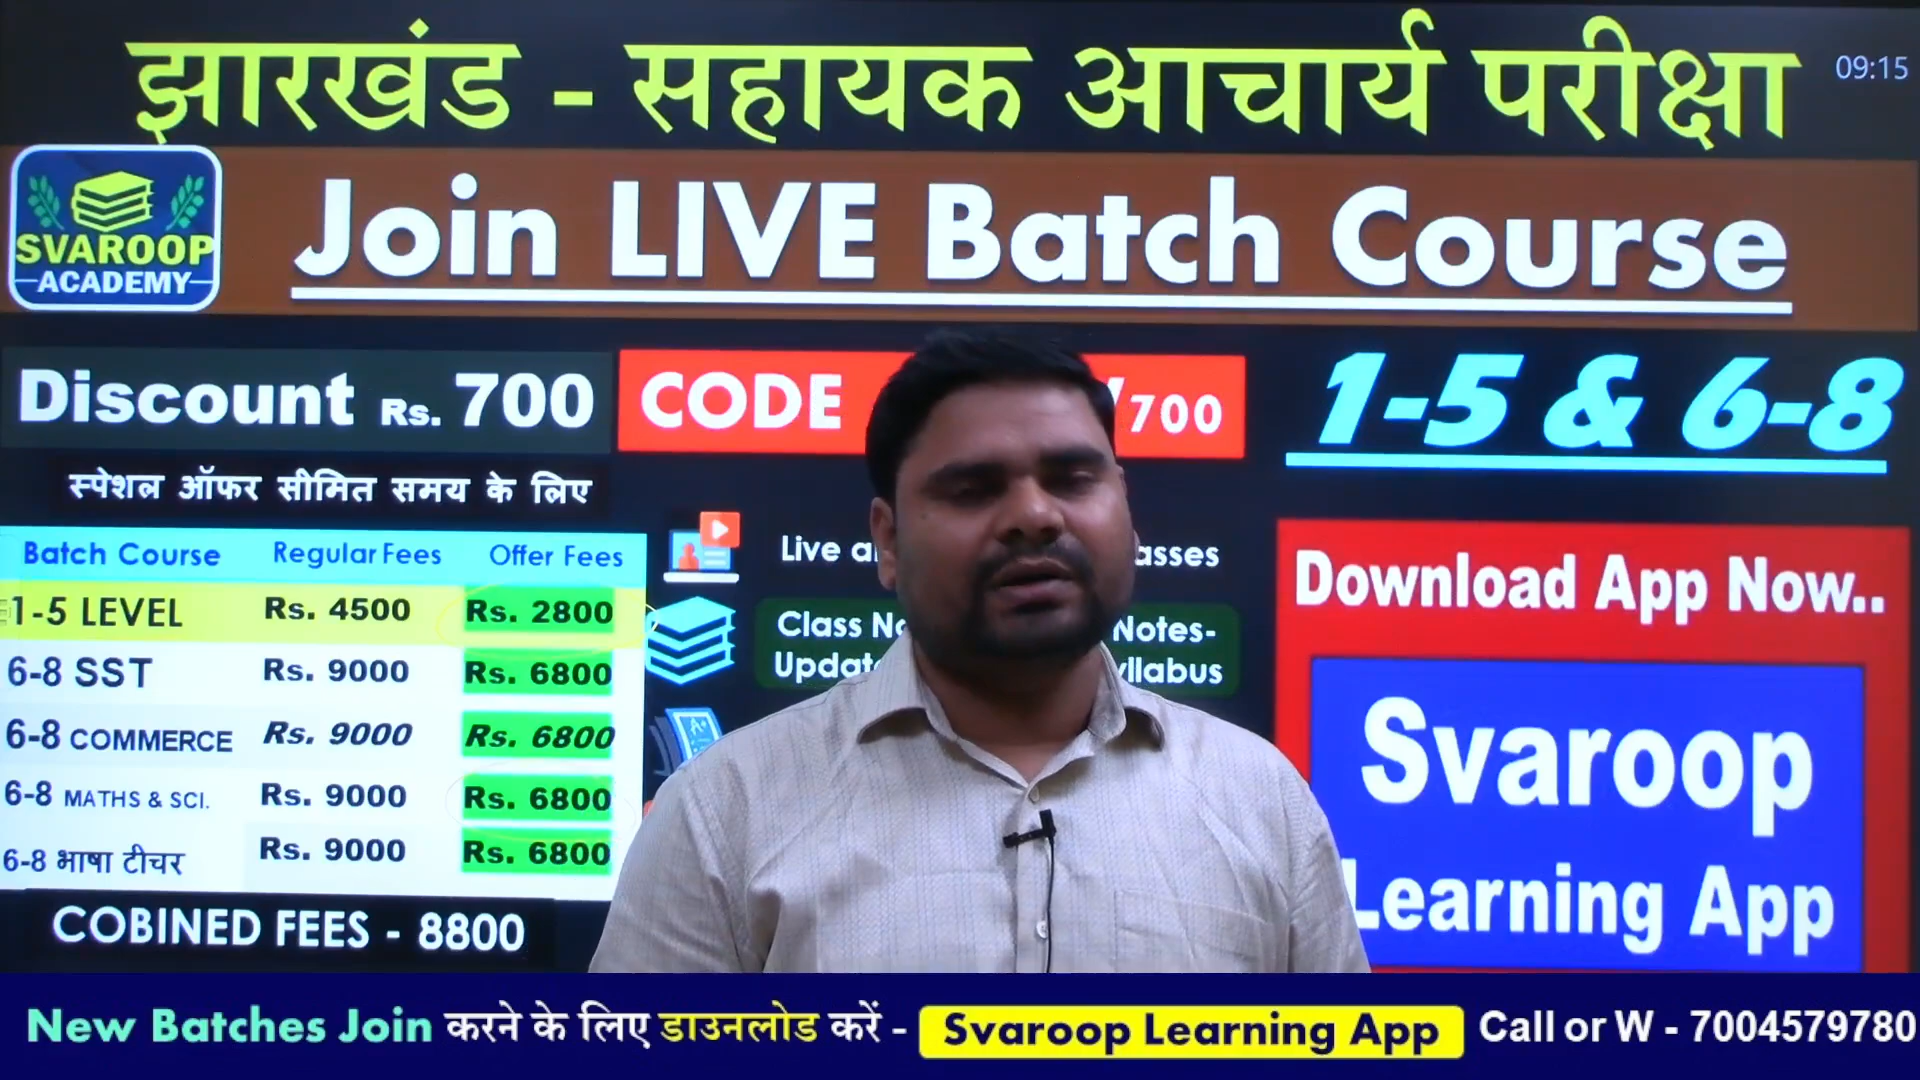 झारखंड - सहायक आचार्य परीक्षा
09:15
SVAROOP
ACADEMY
Join LIVE Batch Course
Discount Rs. 700
CODE
700
1-5 & 6-8
स्पेशल ऑफर सीमित समय के लिए
Batch Course Regular Fees Offer Fees
1-5 LEVEL Rs. 4500 Rs. 2800
6-8 SST Rs. 9000 Rs. 6800
6-8 COMMERCE Rs. 9000 Rs. 6800
6-8 MATHS & SCI. Rs. 9000 Rs. 6800
6-8 भाषा टीचर Rs. 9000 Rs. 6800
COBINED FEES - 8800
Live
Class
Notes-
Download App Now..
Svaroop
Learning App
New Batches Join करने के लिए डाउनलोड करें - Svaroop Learning App Call or W - 7004579780